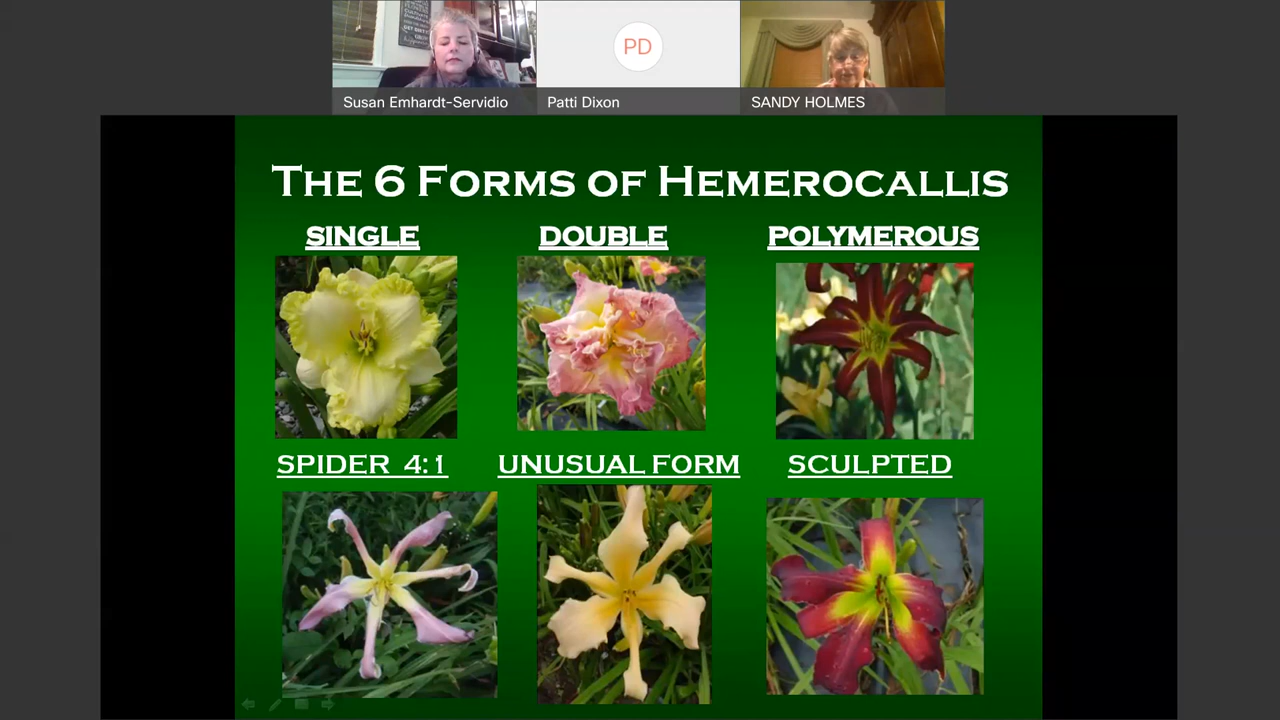 Susan Emhardt-Servidio
PD
Patti Dixon
SANDY HOLMES
THE 6 FORMS OF HEMEROCALLIS
SINGLE
DOUBLE
POLYMEROUS
SPIDER 4:1
UNUSUAL FORM
SCULPTED